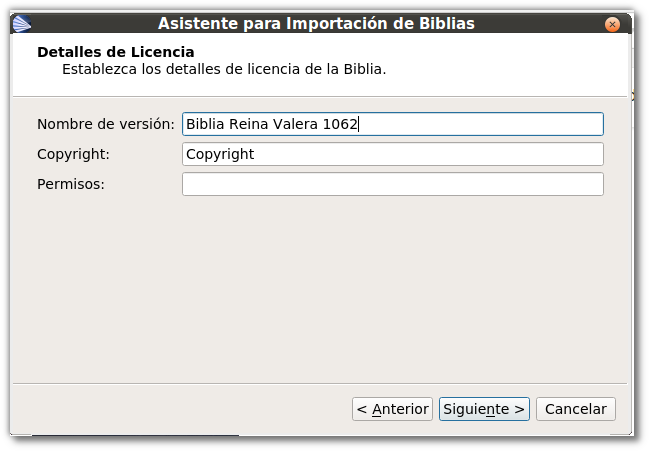 Asistente para Importación de Biblias
Detalles de Licencia
Establezca los detalles de licencia de la Biblia.
Nombre de versión: Biblia Reina Valera 1062
Copyright: Copyright
Permisos:
< Anterior Siguiente > Cancelar